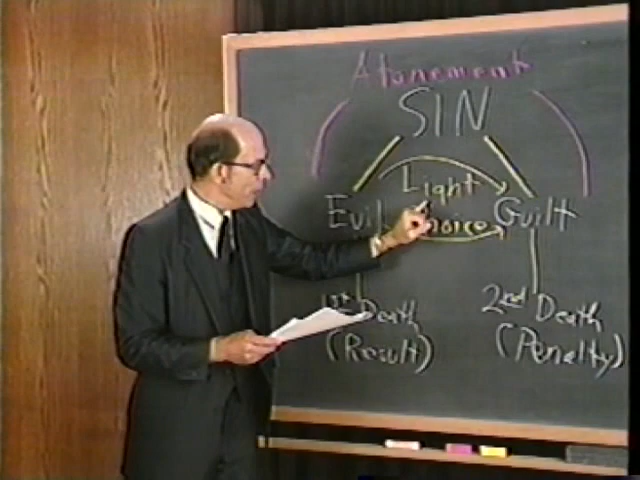 Atonement
SIN
Light
Evil Choice Guilt
1st Death 2nd Death
(Result) (Penalty)